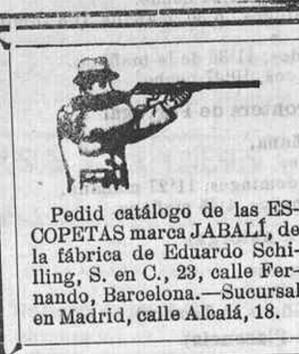 Pedid catálogo de las ES-
COPETAS marca JABALÍ, de
la fábrica de Eduardo Schi-
lling, S. en C., 23, calle Fer-
nando, Barcelona.—Sucursal
en Madrid, calle Alcalá, 18.